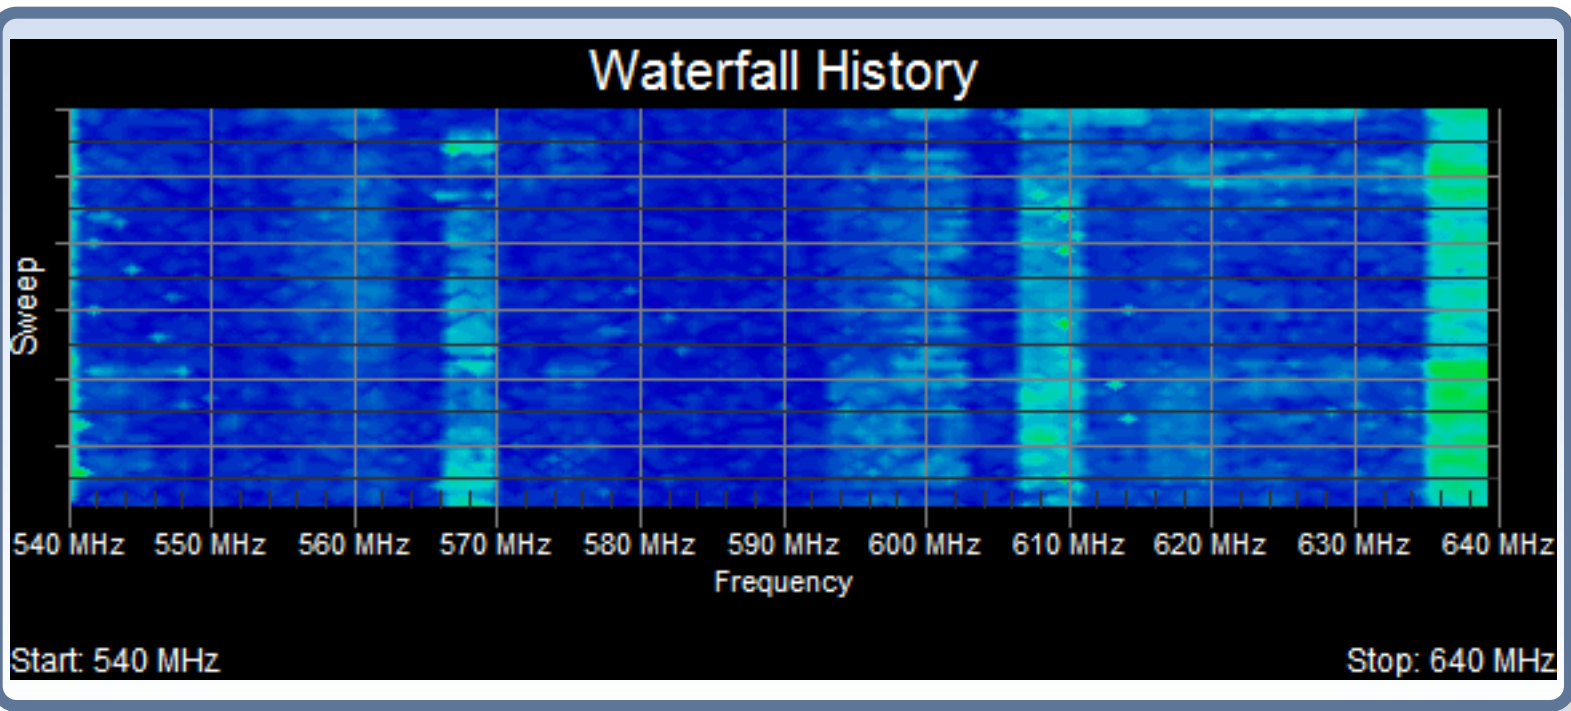 Waterfall History
Sweep
540 MHz 550 MHz 560 MHz 570 MHz 580 MHz 590 MHz 600 MHz 610 MHz 620 MHz 630 MHz 640 MHz
Frequency
Start: 540 MHz
Stop: 640 MHz